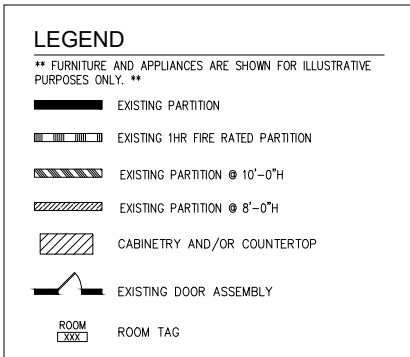 LEGEND
** FURNITURE AND APPLIANCES ARE SHOWN FOR ILLUSTRATIVE
PURPOSES ONLY. **
EXISTING PARTITION
EXISTING 1HR FIRE RATED PARTITION
EXISTING PARTITION @ 10'-0"H
EXISTING PARTITION @ 8'-0"H
CABINETRY AND/OR COUNTERTOP
EXISTING DOOR ASSEMBLY
ROOM
XXX
ROOM TAG